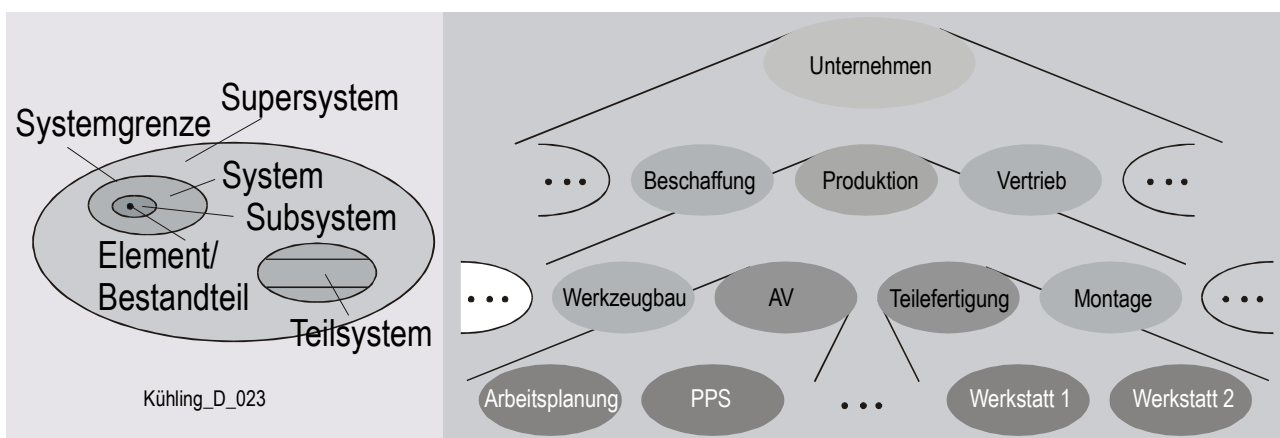 Supersystem
Systemgrenze
System
Subsystem
Element/
Bestandteil
Teilsystem
Kühling_D_023
Unternehmen
••• Beschaffung Produktion Vertrieb •••
••• Werkzeugbau AV Teilefertigung Montage •••
Arbeitsplanung PPS ••• Werkstatt 1 Werkstatt 2